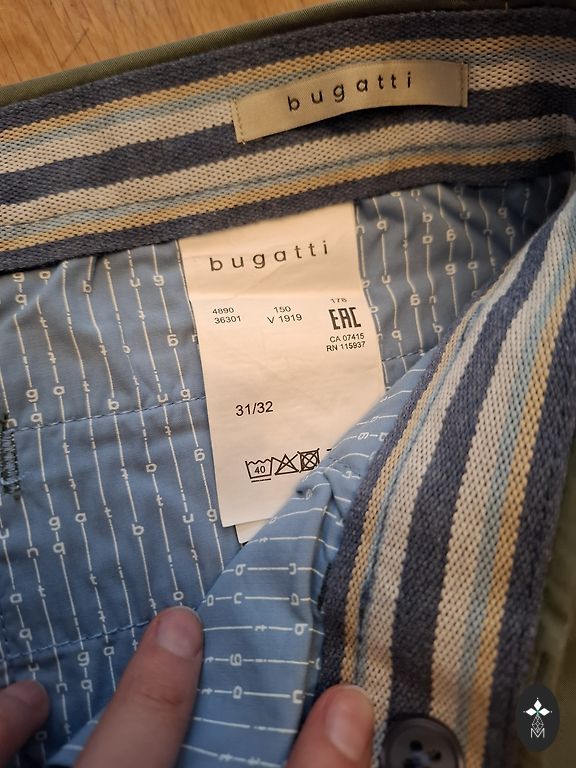 bugatti
bugatti
4890
36301
150
V 1919
178
EAC
CA 07415
RN 115937
31/32
40